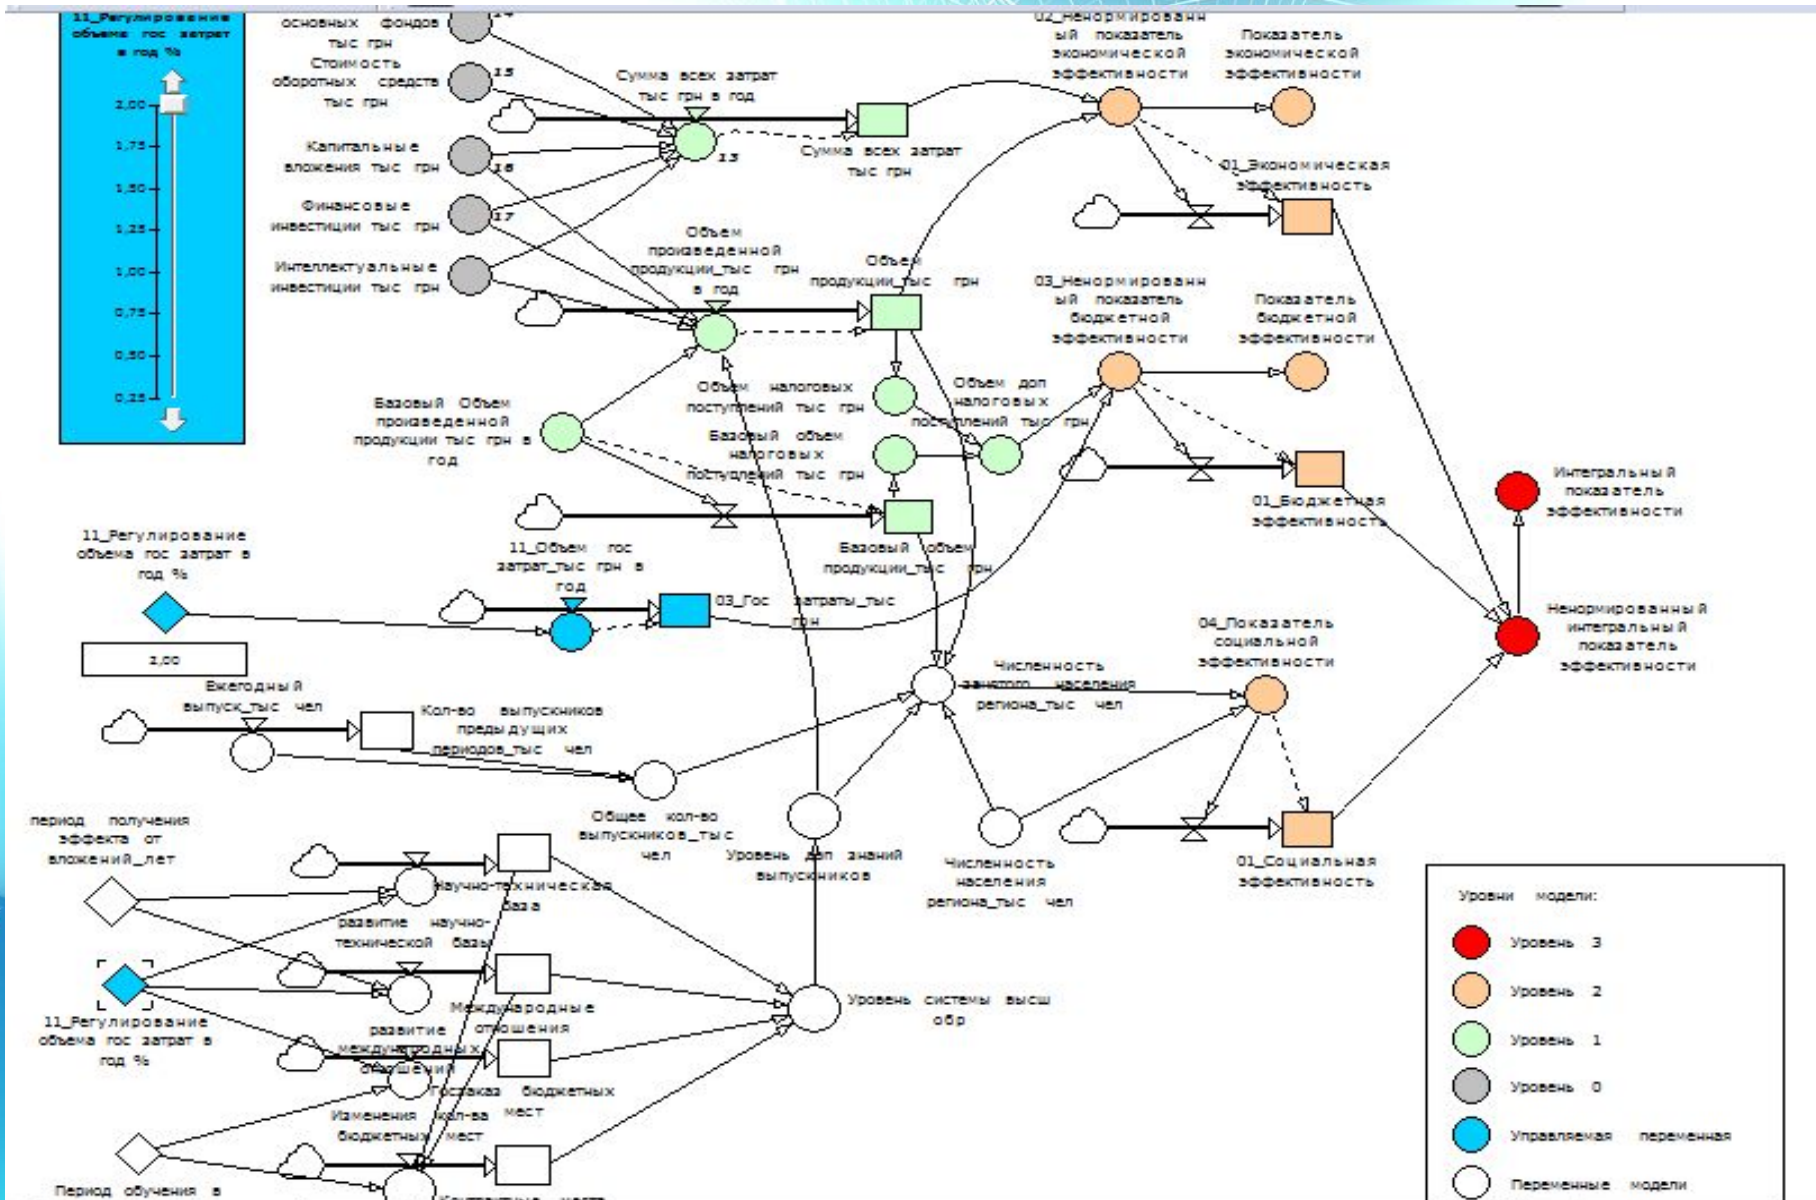 11_Регулирование
объема гос затрат
в год %
2,00
1,75
1,50
1,25
1,00
0,75
0,50
0,25
основных фондов
тыс грн
14
Стоимость
оборотных средств
тыс грн
15
Капитальные
вложения тыс грн
16
Финансовые
инвестиции тыс грн
17
Интеллектуальные
инвестиции тыс грн
Сумма всех затрат
тыс грн в год
13
Сумма всех затрат
тыс грн
02_Ненормированн
ый показатель
экономической
эффективности
Показатель
экономической
эффективности
01_Экономическая
эффективность
Объем
произведенной
продукции_тыс грн
в год
Объем
продукции_тыс грн
03_Ненормированн
ый показатель
бюджетной
эффективности
Показатель
бюджетной
эффективности
Базовый Объем
произведенной
продукции тыс грн в
год
Объем налоговых
поступлений тыс грн
Объем доп
налоговых
поступлений тыс грн
Базовый объем
налоговых
поступлений тыс грн
01_Бюджетная
эффективность
Интегральный
показатель
эффективности
11_Регулирование
объема гос затрат в
год %
2,00
11_Объем гос
затрат_тыс грн в
год
Базовый объем
продукции_тыс грн
03_Гос затраты_тыс
грн
04_Показатель
социальной
эффективности
Ненормированный
интегральный
показатель
эффективности
Численность
занятого населения
региона_тыс чел
Ежегодный
выпуск_тыс чел
Кол-во выпускников
предыдущих
периодов_тыс чел
Общее кол-во
выпускников_тыс
чел
Уровень доп знаний
выпускников
Численность
населения
региона_тыс чел
01_Социальная
эффективность
период получения
эффекта от
вложений_лет
Научно-техническая
база
развитие научно-
технической базы
11_Регулирование
объема гос затрат в
год %
Международные
отношения
развитие
международных
отношений
Госзаказ бюджетных
мест
Изменения кол-ва
бюджетных мест
Уровень системы высш
обр
Период обучения в
Контрактные места
Уровни модели:
Уровень 3
Уровень 2
Уровень 1
Уровень 0
Управляемая переменная
Переменные модели